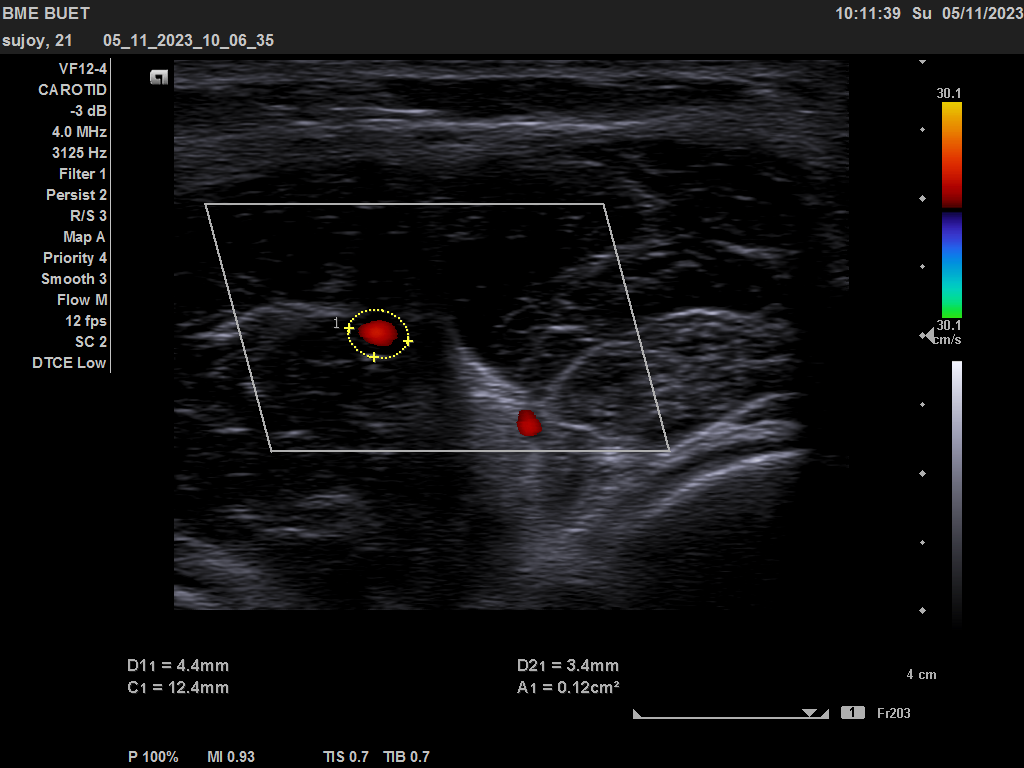 BME BUET 10:11:39 Su 05/11/2023
sujoy, 21 05_11_2023_10_06_35
VF12-4
CAROTID
-3 dB
4.0 MHz
3125 Hz
Filter 1
Persist 2
R/S 3
Map A
Priority 4
Smooth 3
Flow M
12 fps
SC 2
DTCE Low
30.1
1
30.1
cm/s
D11 = 4.4mm D21 = 3.4mm
C1 = 12.4mm A1 = 0.12cm²
4 cm
1 Fr203
P 100% MI 0.93 TIS 0.7 TIB 0.7